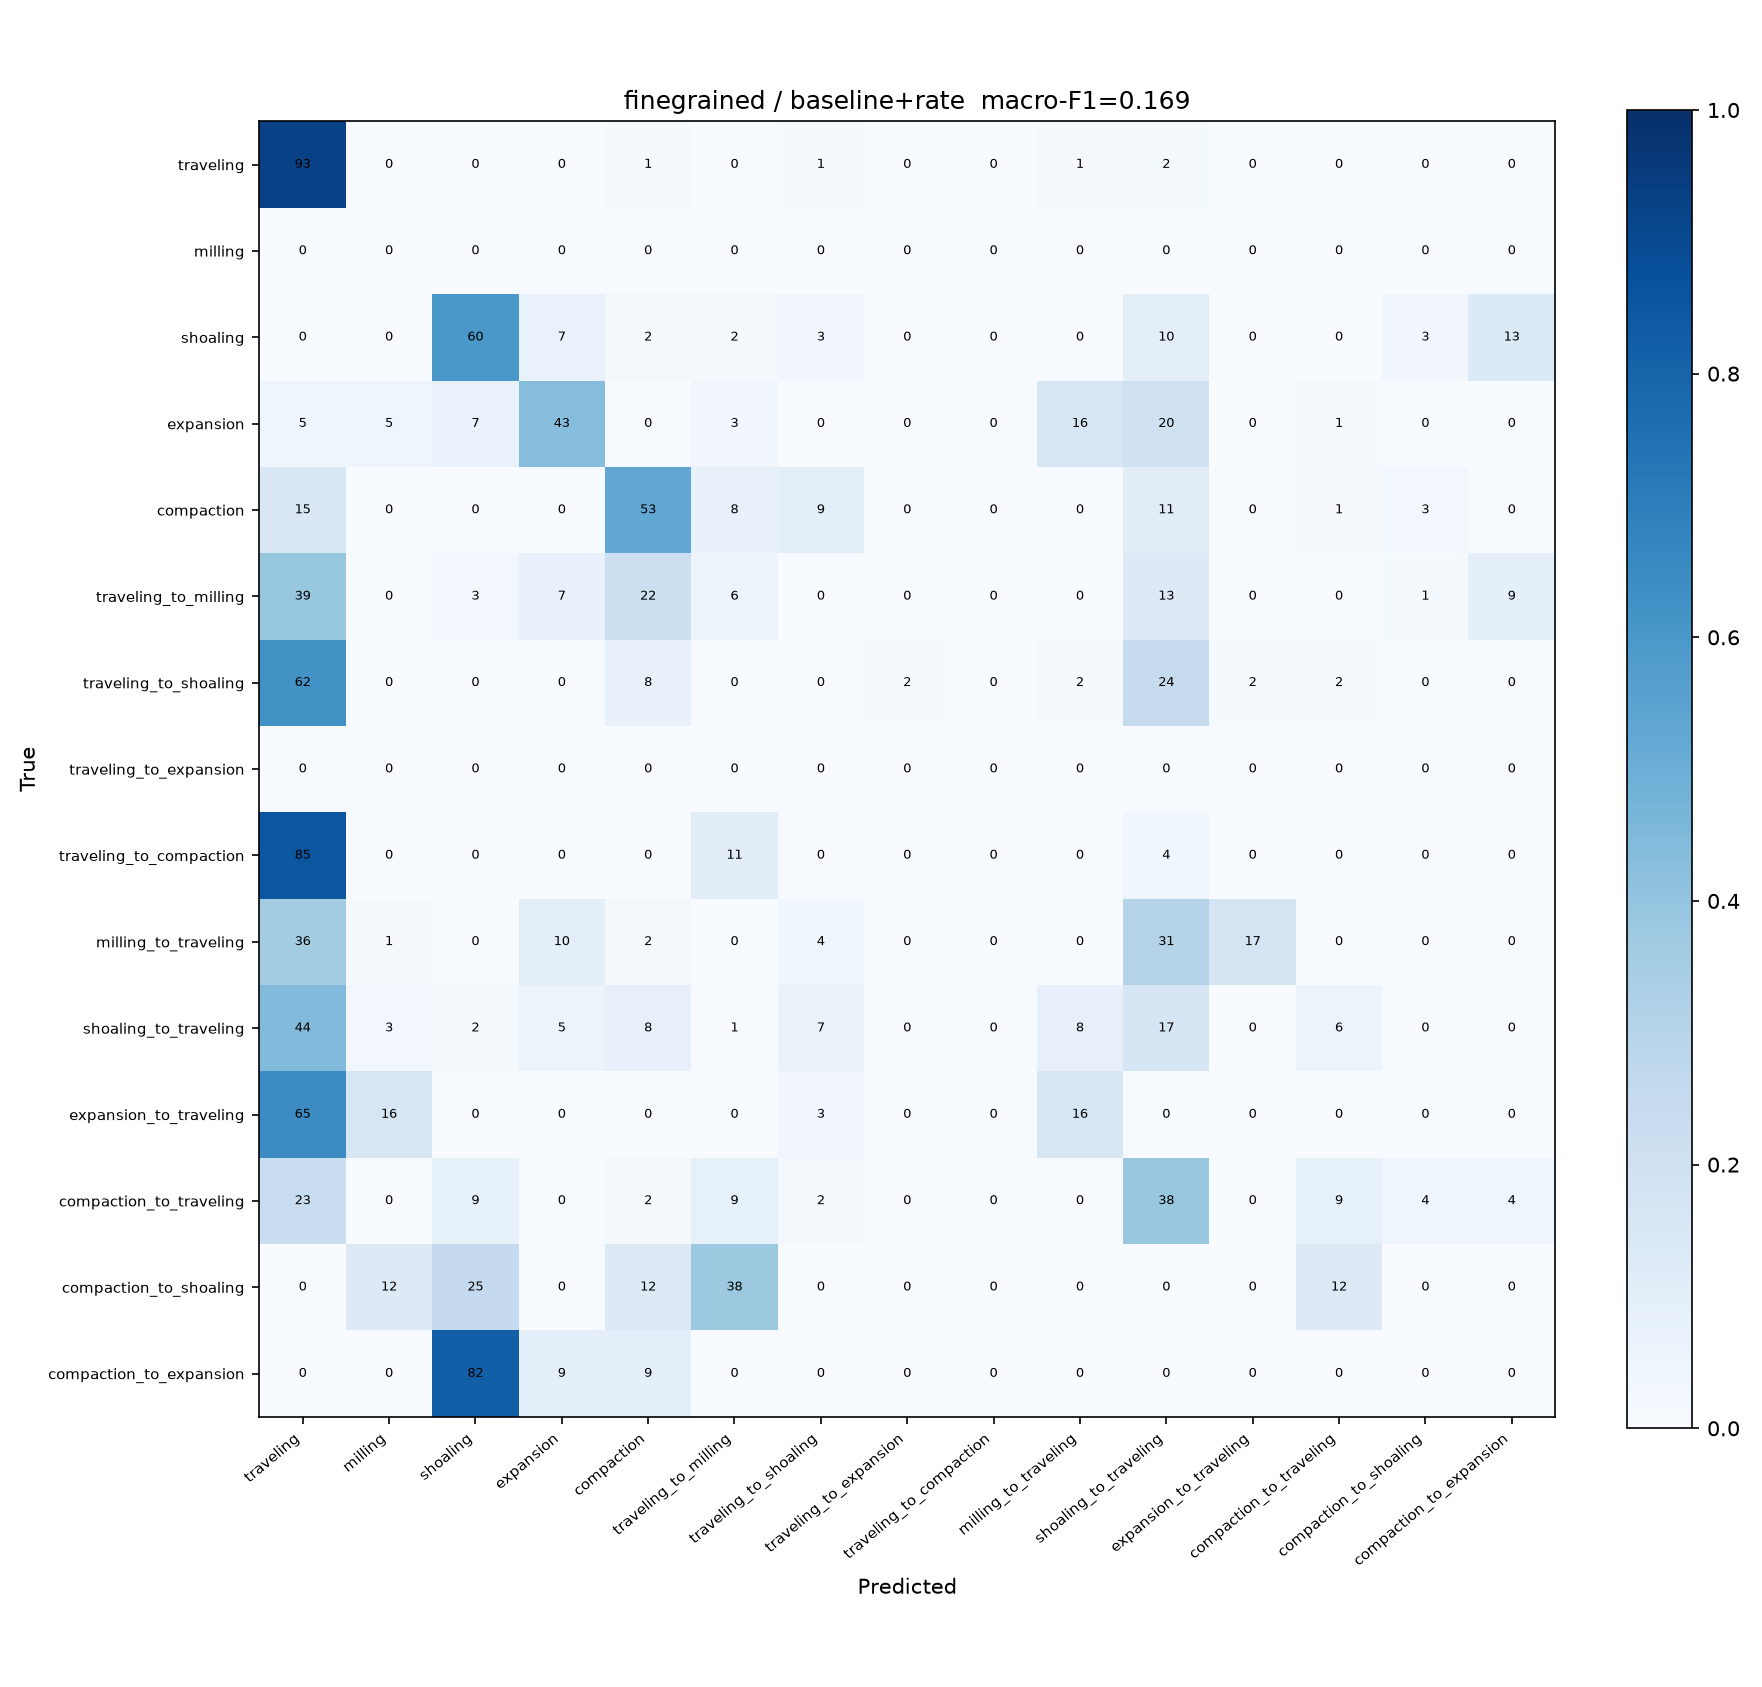 finegrained / baseline+rate macro-F1=0.169
traveling 93 0 0 0 1 0 1 0 0 1 2 0 0 0 0
milling 0 0 0 0 0 0 0 0 0 0 0 0 0 0 0
shoaling 0 0 60 7 2 2 3 0 0 0 10 0 0 3 13
expansion 5 5 7 43 0 3 0 0 0 16 20 0 1 0 0
compaction 15 0 0 0 53 8 9 0 0 0 11 0 1 3 0
traveling_to_milling 39 0 3 7 22 6 0 0 0 0 13 0 0 1 9
traveling_to_shoaling 62 0 0 0 8 0 0 2 0 2 24 2 2 0 0
traveling_to_expansion 0 0 0 0 0 0 0 0 0 0 0 0 0 0 0
traveling_to_compaction 85 0 0 0 0 11 0 0 0 0 4 0 0 0 0
milling_to_traveling 36 1 0 10 2 0 4 0 0 0 31 17 0 0 0
shoaling_to_traveling 44 3 2 5 8 1 7 0 0 8 17 0 6 0 0
expansion_to_traveling 65 16 0 0 0 0 3 0 0 16 0 0 0 0 0
compaction_to_traveling 23 0 9 0 2 9 2 0 0 0 38 0 9 4 4
compaction_to_shoaling 0 12 25 0 12 38 0 0 0 0 0 0 12 0 0
compaction_to_expansion 0 0 82 9 9 0 0 0 0 0 0 0 0 0 0
True
traveling
milling
shoaling
expansion
compaction
traveling_to_milling
traveling_to_shoaling
traveling_to_expansion
traveling_to_compaction
milling_to_traveling
shoaling_to_traveling
expansion_to_traveling
compaction_to_traveling
compaction_to_shoaling
compaction_to_expansion
Predicted
1.0
0.8
0.6
0.4
0.2
0.0